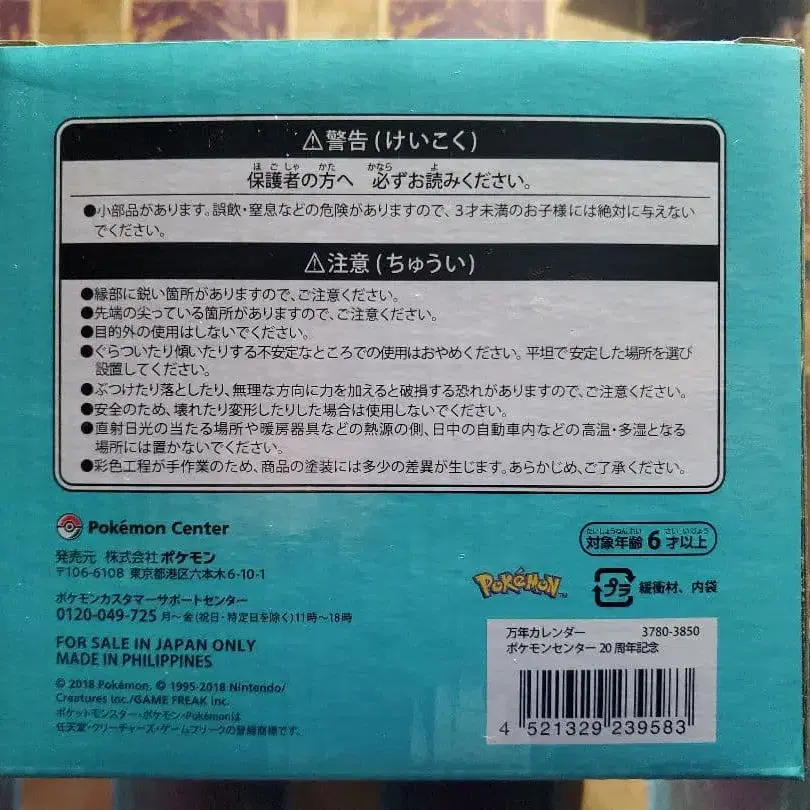 ⚠警告(けいこく)
ほごしゃ かた かなら よ
保護者の方へ 必ずお読みください。
●小部品があります。誤飲・窒息などの危険がありますので、3才未満のお子様には絶対に与えない
でください。
⚠注意(ちゅうい)
●縁部に鋭い箇所がありますので、ご注意ください。
●先端の尖っている箇所がありますので、ご注意ください。
●目的外の使用はしないでください。
●ぐらついたり傾いたりする不安定なところでの使用はおやめください。平坦で安定した場所を選び
設置してください。
●ぶつけたり落としたり、無理な方向に力を加えると破損する恐れがありますので、ご注意ください。
●安全のため、壊れたり変形したりした場合は使用しないでください。
●直射日光の当たる場所や暖房器具などの熱源の側、日中の自動車内などの高温・多湿となる
場所には置かないでください。
●彩色工程が手作業のため、商品の塗装には多少の差異が生じます。あらかじめ、ご了承ください。
Pokémon Center
発売元 株式会社ポケモン
〒106-6108 東京都港区六本木6-10-1
ポケモンカスタマーサポートセンター
0120-049-725 月～金(祝日・特定日を除く)11時～18時
FOR SALE IN JAPAN ONLY
MADE IN PHILIPPINES
© 2018 Pokémon. © 1995-2018 Nintendo/
Creatures Inc./GAME FREAK inc.
ポケットモンスター・ポケモン・Pokémonは
任天堂・クリーチャーズ・ゲームフリークの登録商標です。
たいしょうねんれい さい いじょう
対象年齢 6 才以上
POKÉMON™
プラ 緩衝材、内袋
万年カレンダー 3780-3850
ポケモンセンター 20周年記念
4 521329 239583